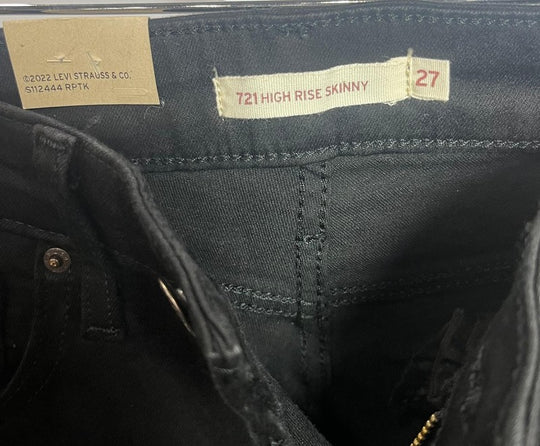 ©2022 LEVI STRAUSS & CO.
S112444 RPTK
721 HIGH RISE SKINNY
27